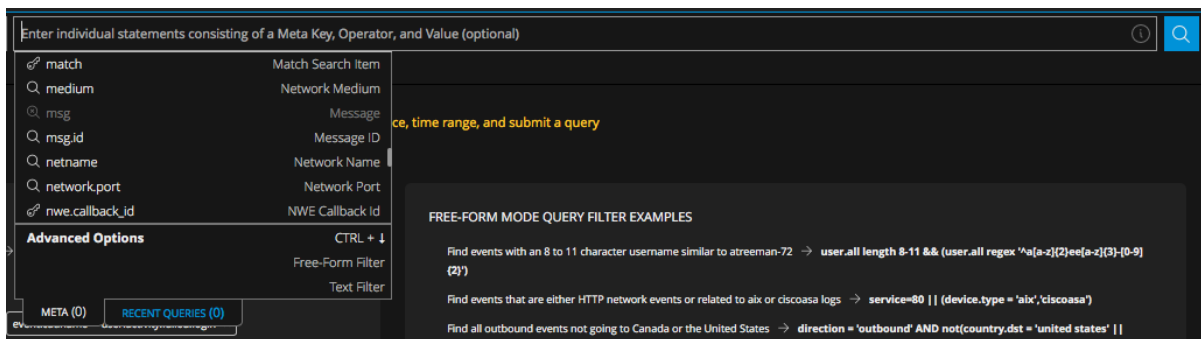 Enter individual statements consisting of a Meta Key, Operator, and Value (optional)
match Match Search Item
medium Network Medium
msg Message
msg.id Message ID
netname Network Name
network.port Network Port
nwe.callback_id NWE Callback Id
Advanced Options CTRL + ↓
Free-Form Filter
Text Filter
META (0) RECENT QUERIES (0)
ce, time range, and submit a query
FREE-FORM MODE QUERY FILTER EXAMPLES
Find events with an 8 to 11 character username similar to atreeman-72 → user.all length 8-11 && (user.all regex '^a[a-z]{2}ee[a-z]{3}-[0-9]
{2}')
Find events that are either HTTP network events or related to aix or ciscoasa logs → service=80 || (device.type = 'aix','ciscoasa')
Find all outbound events not going to Canada or the United States → direction = 'outbound' AND not(country.dst = 'united states' ||